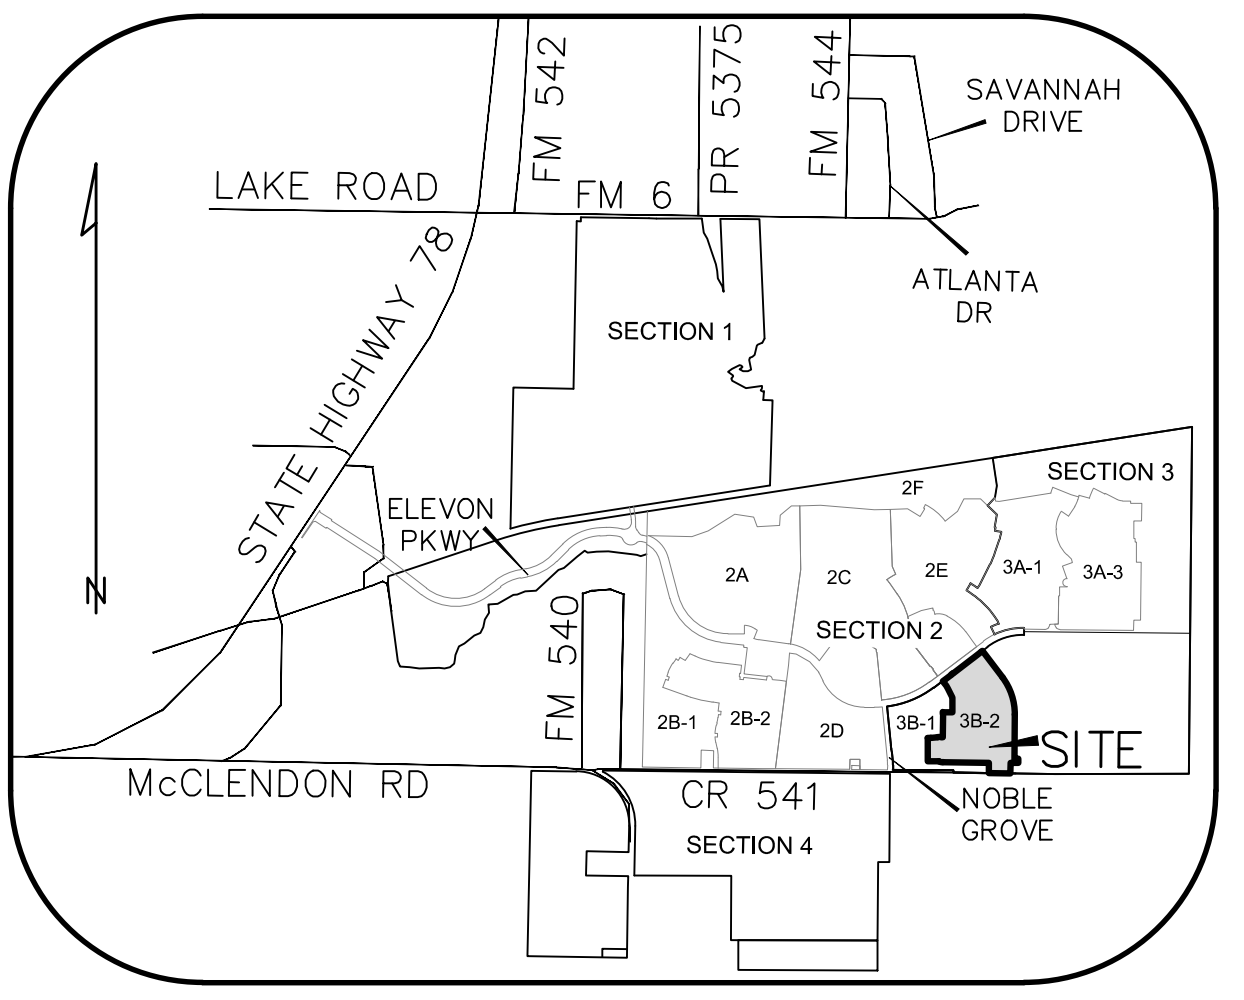 FM 542
PR 5375
FM 544
SAVANNAH
DRIVE
LAKE ROAD
FM 6
ATLANTA
DR
STATE HIGHWAY 78
SECTION 1
SECTION 3
2F
ELEVON
PKWY
2A
2C
2E
3A-1
3A-3
N
SECTION 2
FM 540
2B-1
2B-2
2D
3B-1
3B-2
SITE
McCLENDON RD
CR 541
NOBLE
GROVE
SECTION 4